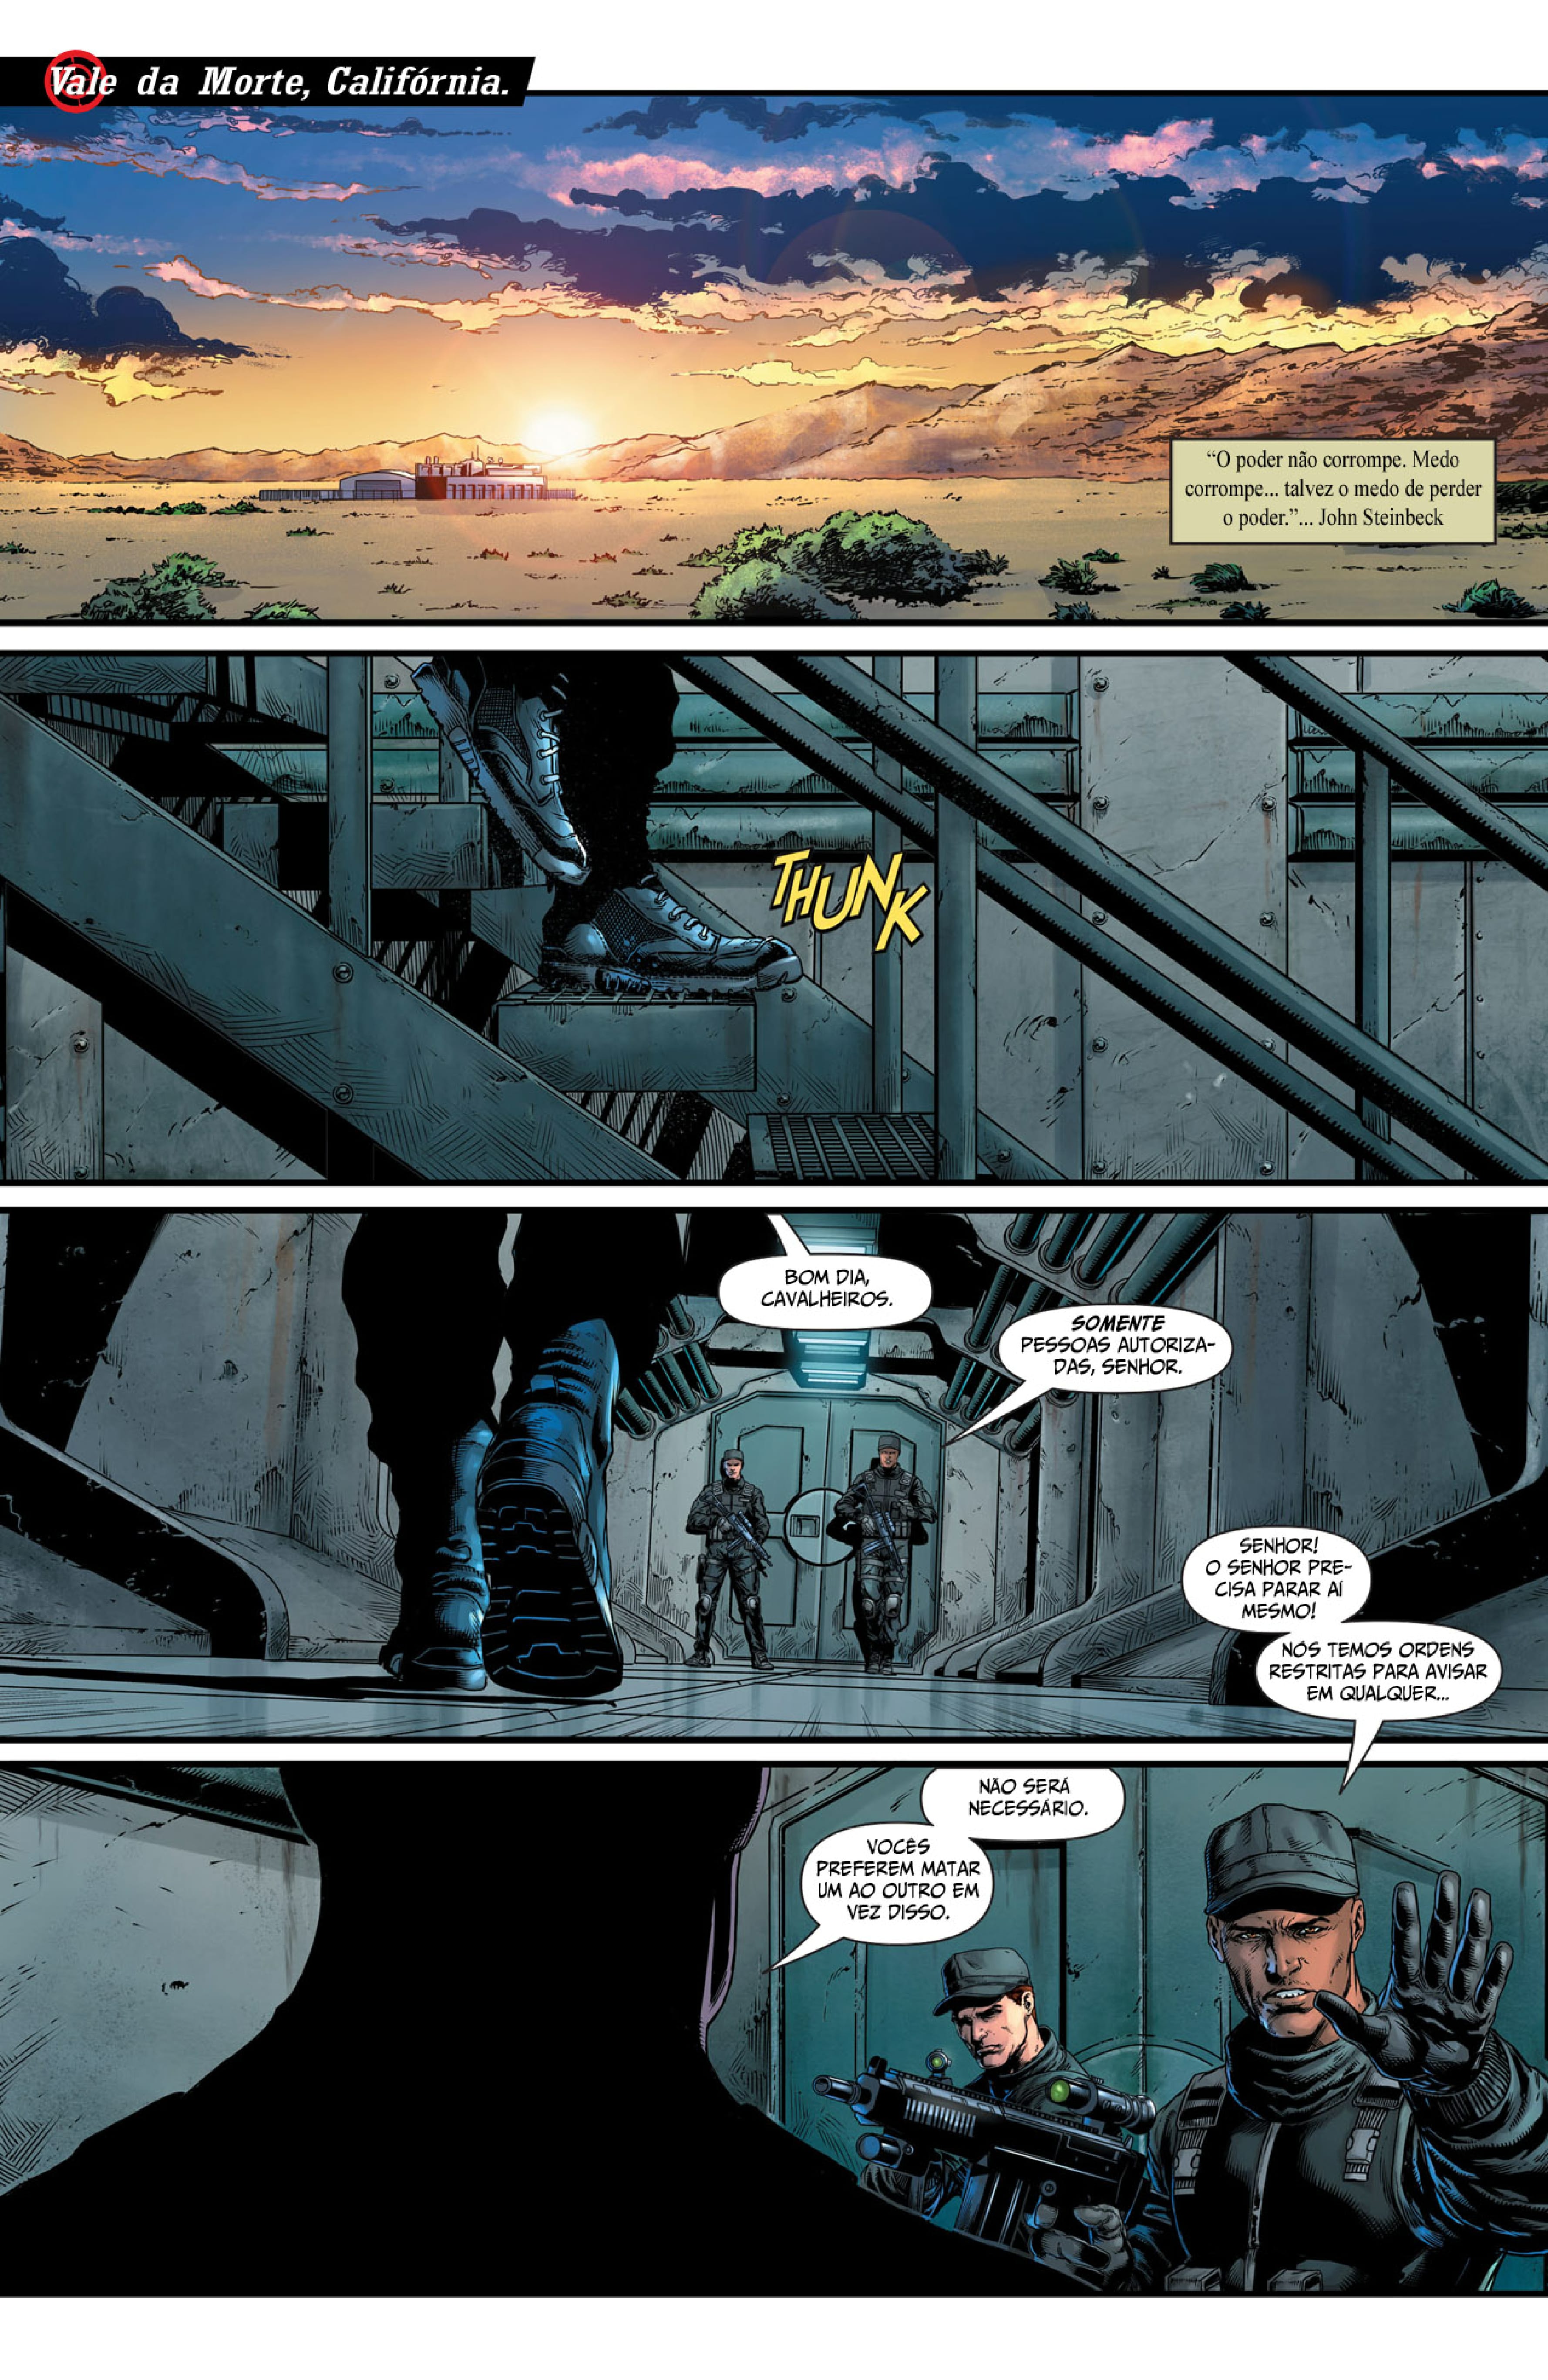 Vale da Morte, Califórnia.
“O poder não corrompe. Medo
corrompe... talvez o medo de perder
o poder.”... John Steinbeck
THUNK
BOM DIA,
CAVALHEIROS.
SOMENTE
PESSOAS AUTORIZA-
DAS, SENHOR.
SENHOR!
O SENHOR PRE-
CISA PARAR AÍ
MESMO!
NÓS TEMOS ORDENS
RESTRITAS PARA AVISAR
EM QUALQUER...
NÃO SERÁ
NECESSÁRIO.
VOCÊS
PREFEREM MATAR
UM AO OUTRO EM
VEZ DISSO.